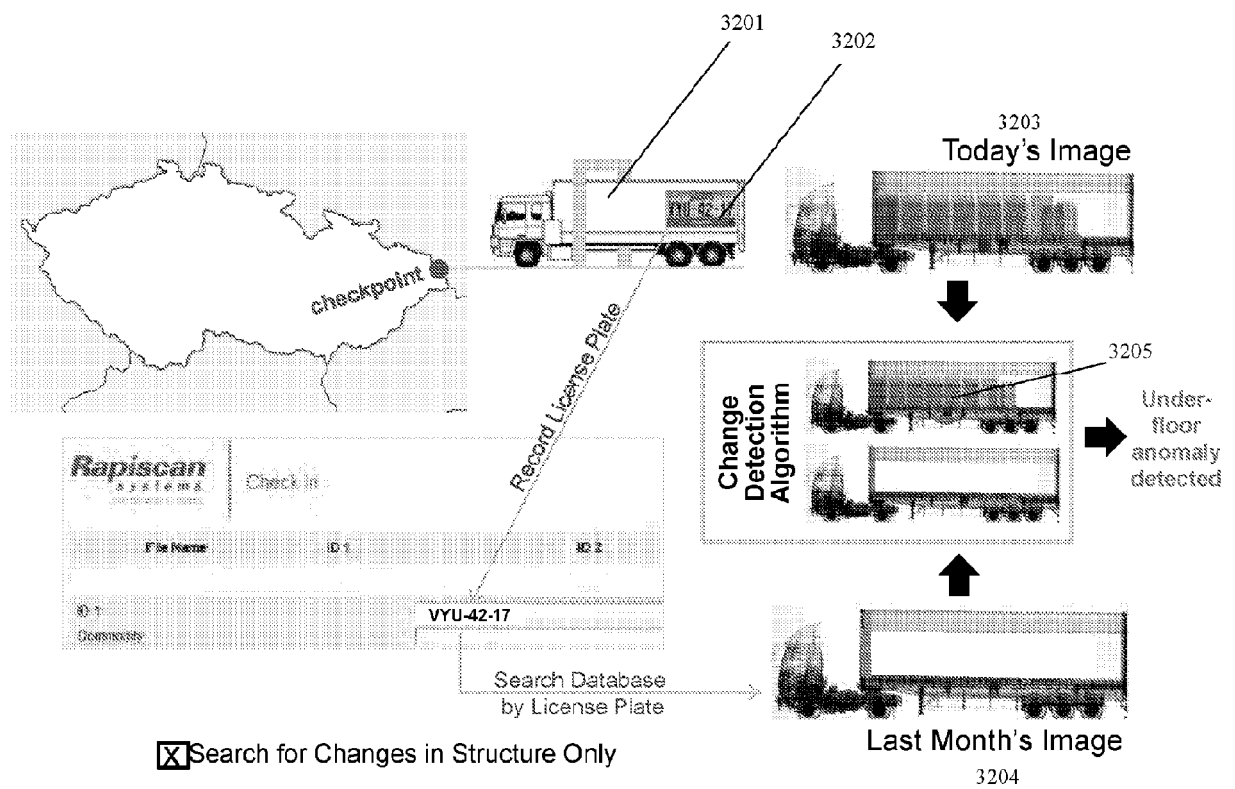 3201
3202
3203
Today's Image
checkpoint
Record License Plate
3205
Change
Detection
Algorithm
Under-
floor
anomaly
detected
Rapiscan
systems
Check in
File Name ID 1 ID 2
ID 1
VYU-42-17
Commodity
Search Database
by License Plate
X Search for Changes in Structure Only
Last Month's Image
3204